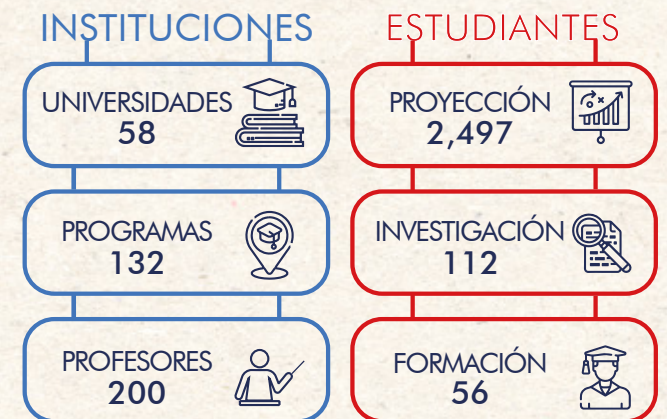 INSTITUCIONES
UNIVERSIDADES
58
PROGRAMAS
132
PROFESORES
200
ESTUDIANTES
PROYECCIÓN
2,497
INVESTIGACIÓN
112
FORMACIÓN
56